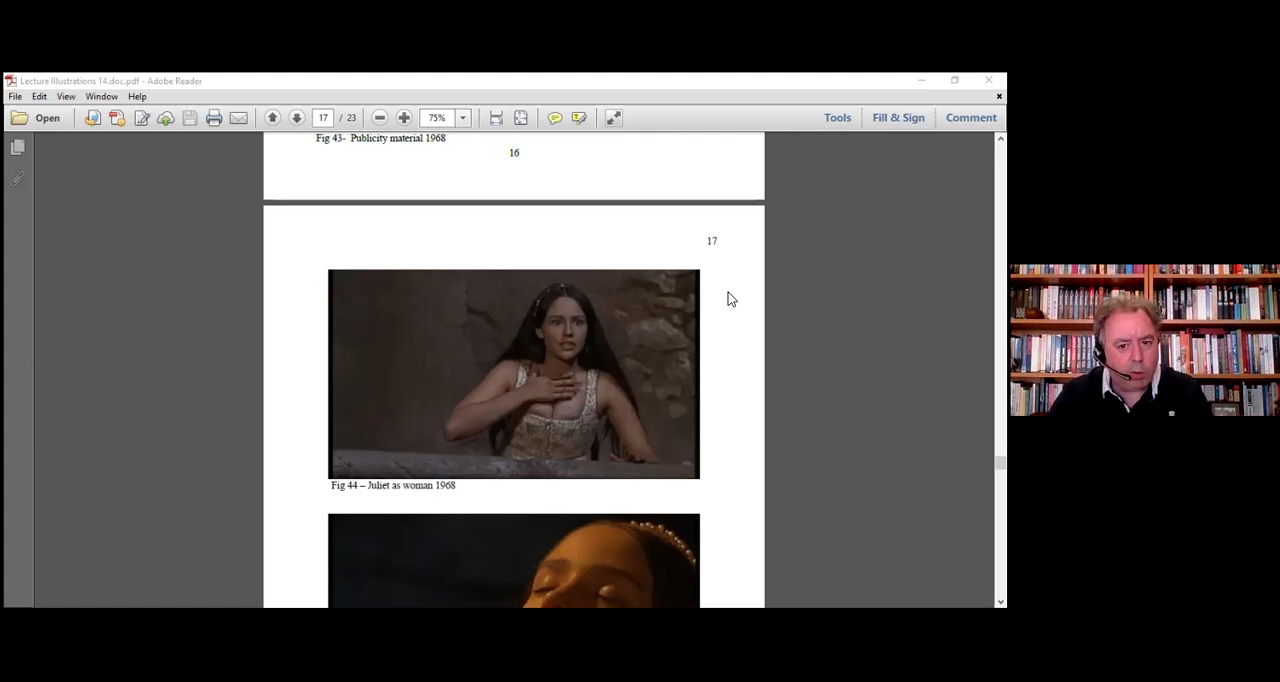 Lecture Illustrations 14.doc.pdf - Adobe Reader
File Edit View Window Help
Open 17 / 23 75% Tools Fill & Sign Comment
Fig 43- Publicity material 1968
16
17
Fig 44 – Juliet as woman 1968